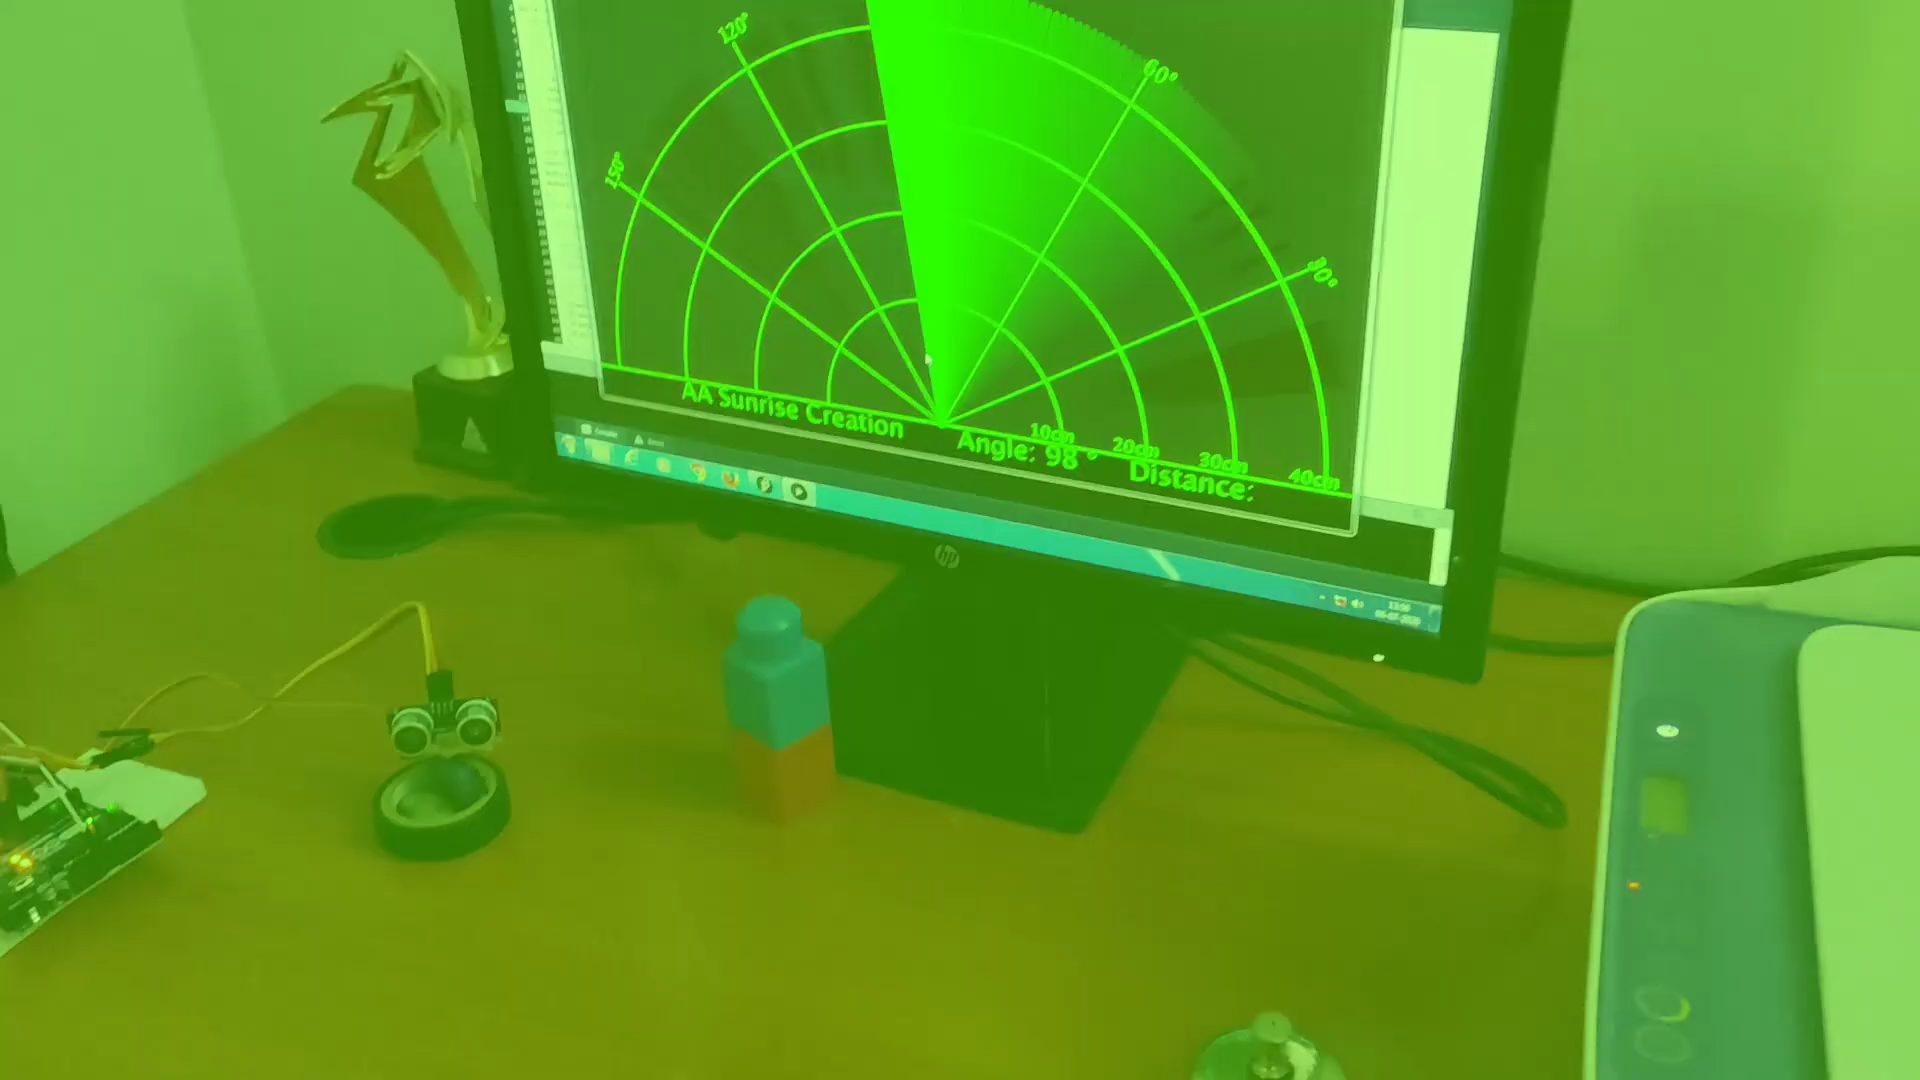 120°
60°
150°
30°
AA Sunrise Creation
Angle: 98 °
Distance:
10cm
20cm
30cm
40cm
hp